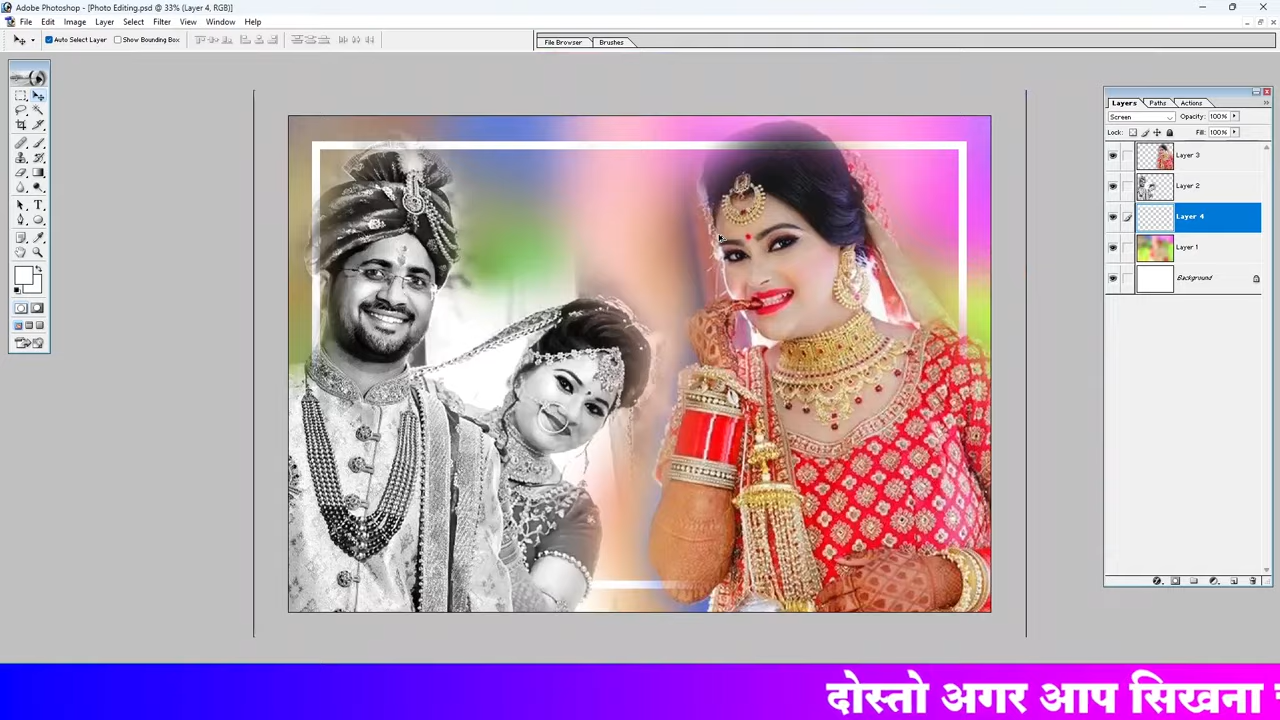 Adobe Photoshop - [Photo Editing.psd @ 33% (Layer 4, RGB)]
File Edit Image Layer Select Filter View Window Help
Auto Select Layer Show Bounding Box File Browser Brushes
Layers Paths Actions
Screen Opacity: 100%
Lock: Fill: 100%
Layer 3
Layer 2
Layer 4
Layer 1
Background
दोस्तो अगर आप सिखना